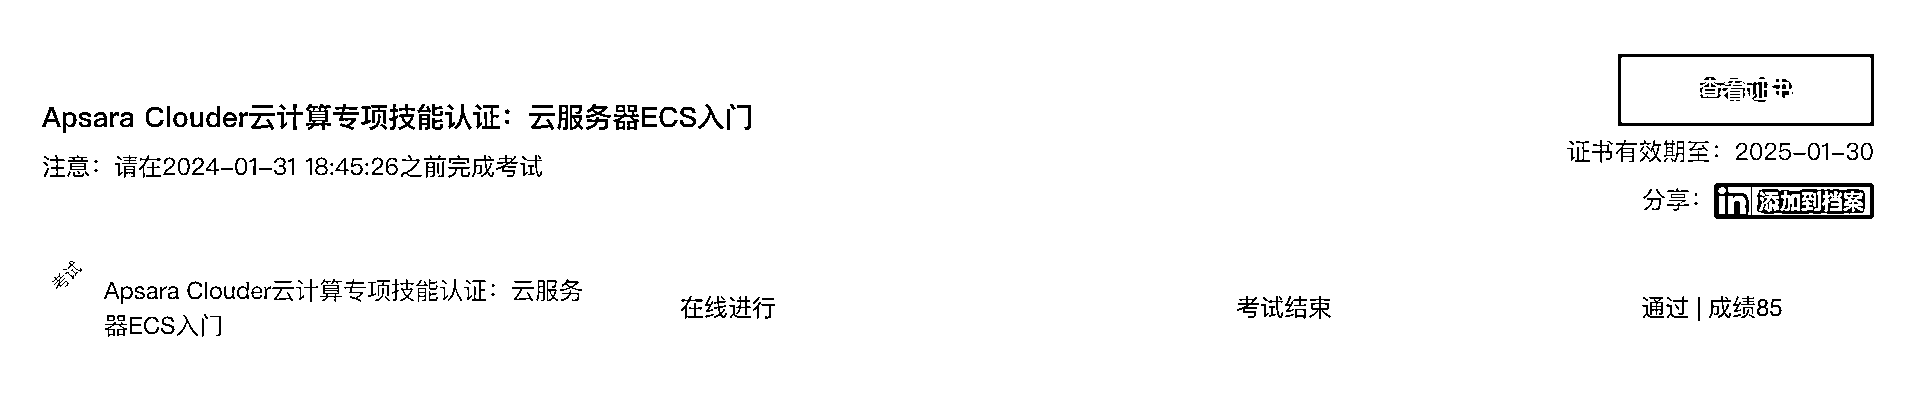 Apsara Clouder云计算专项技能认证：云服务器ECS入门
注意：请在2024-01-31 18:45:26之前完成考试
查看证书
证书有效期至：2025-01-30
分享：in 添加到档案
考试
Apsara Clouder云计算专项技能认证：云服务
器ECS入门
在线进行
考试结束
通过 | 成绩85